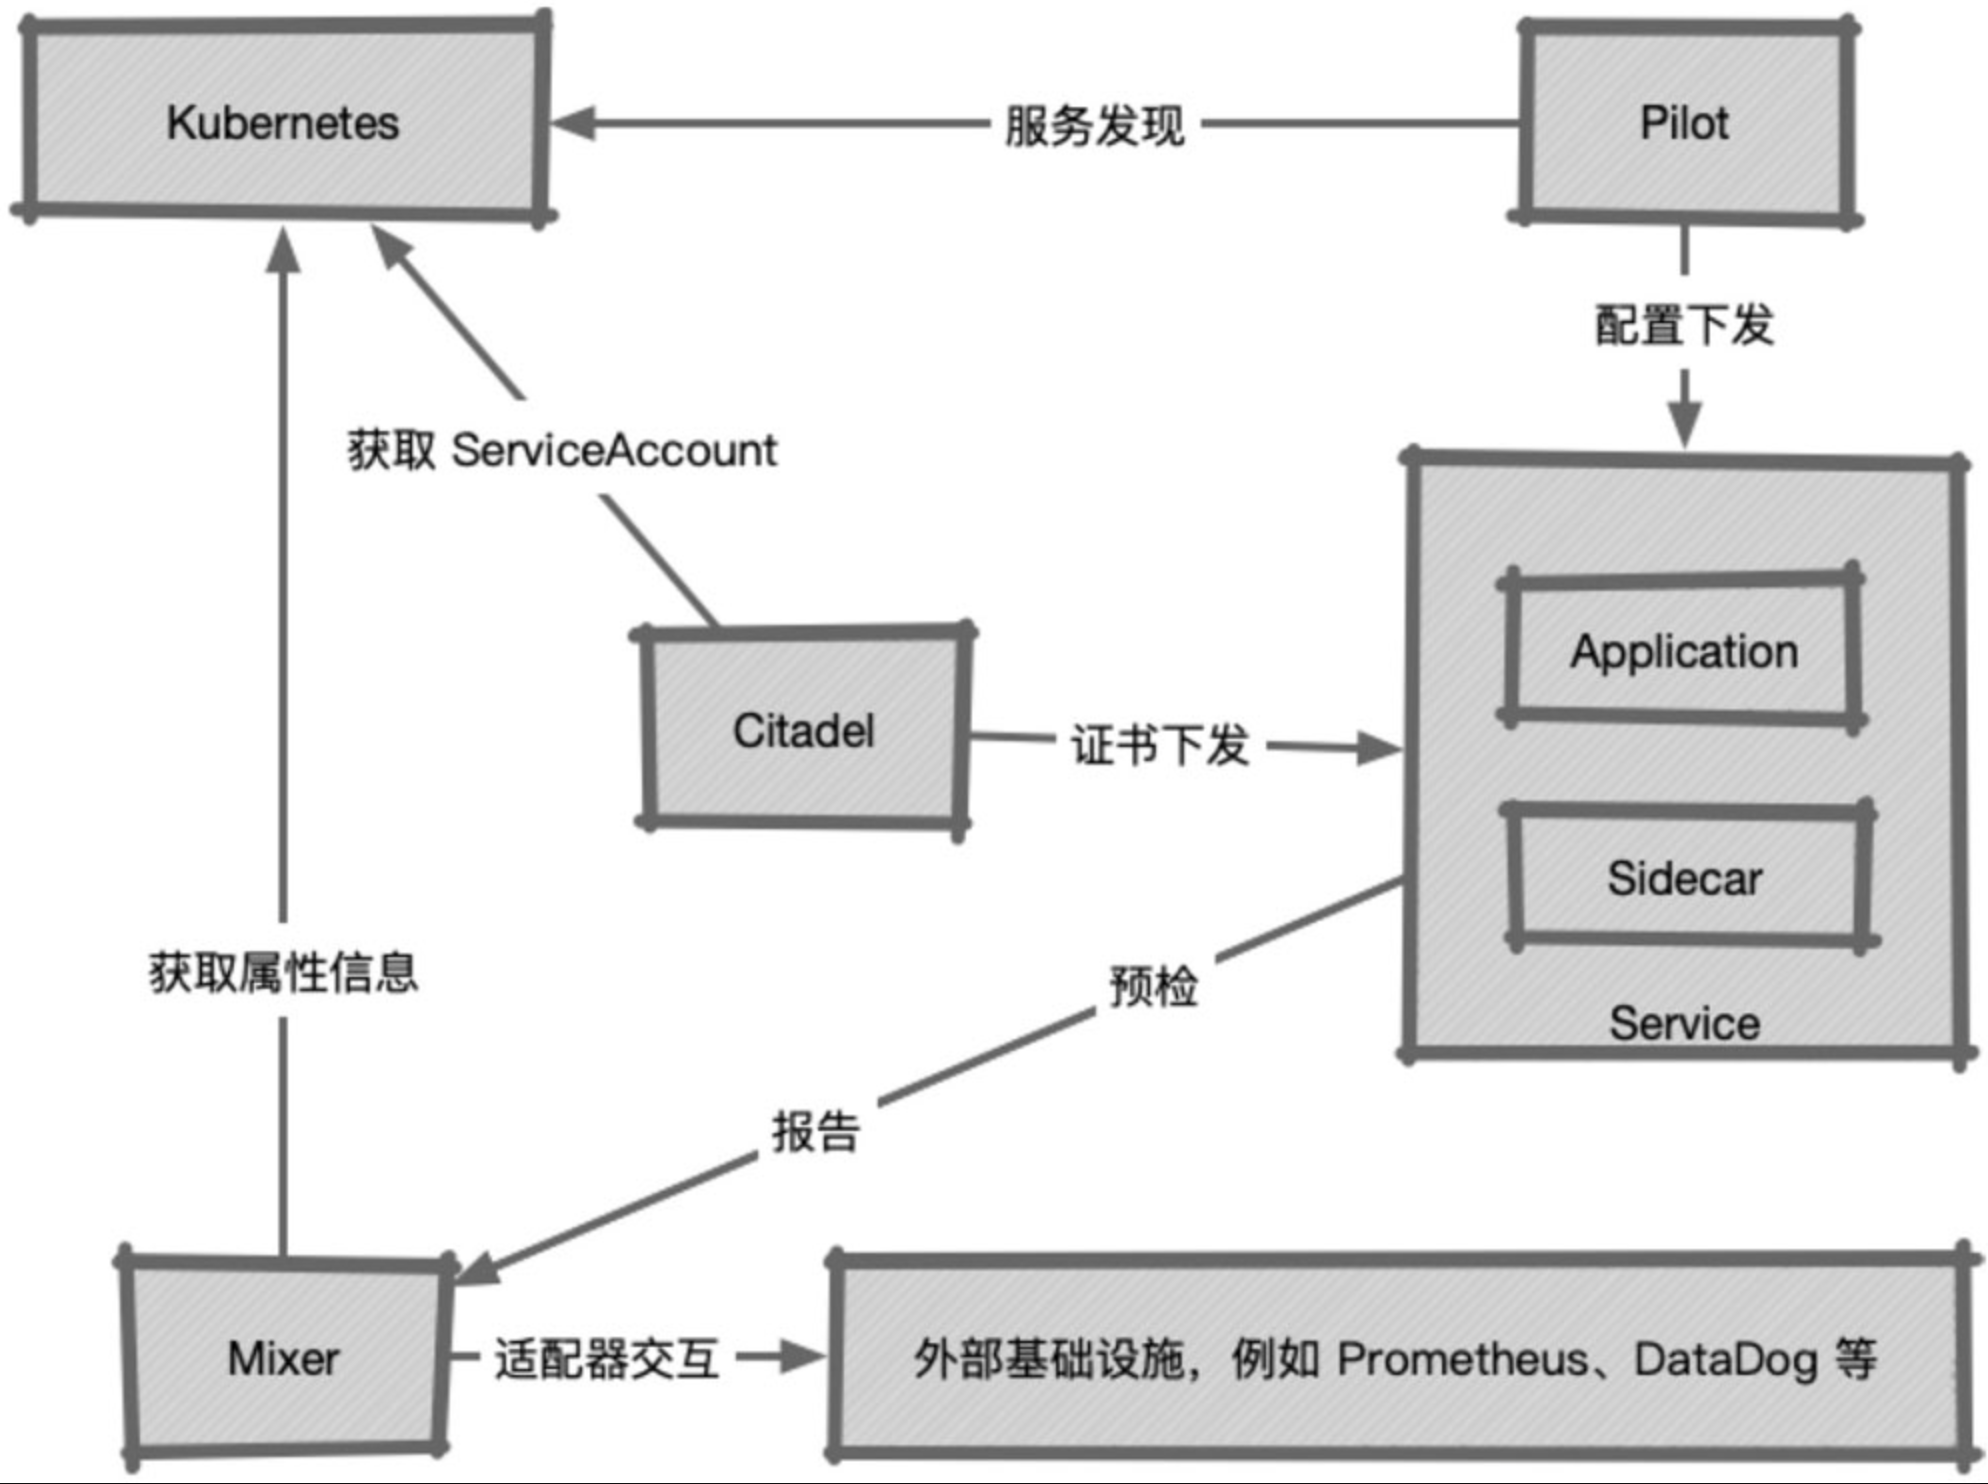 Kubernetes
服务发现
Pilot
配置下发
获取 ServiceAccount
Application
Citadel
证书下发
Sidecar
获取属性信息
预检
Service
报告
Mixer
适配器交互
外部基础设施，例如 Prometheus、DataDog 等